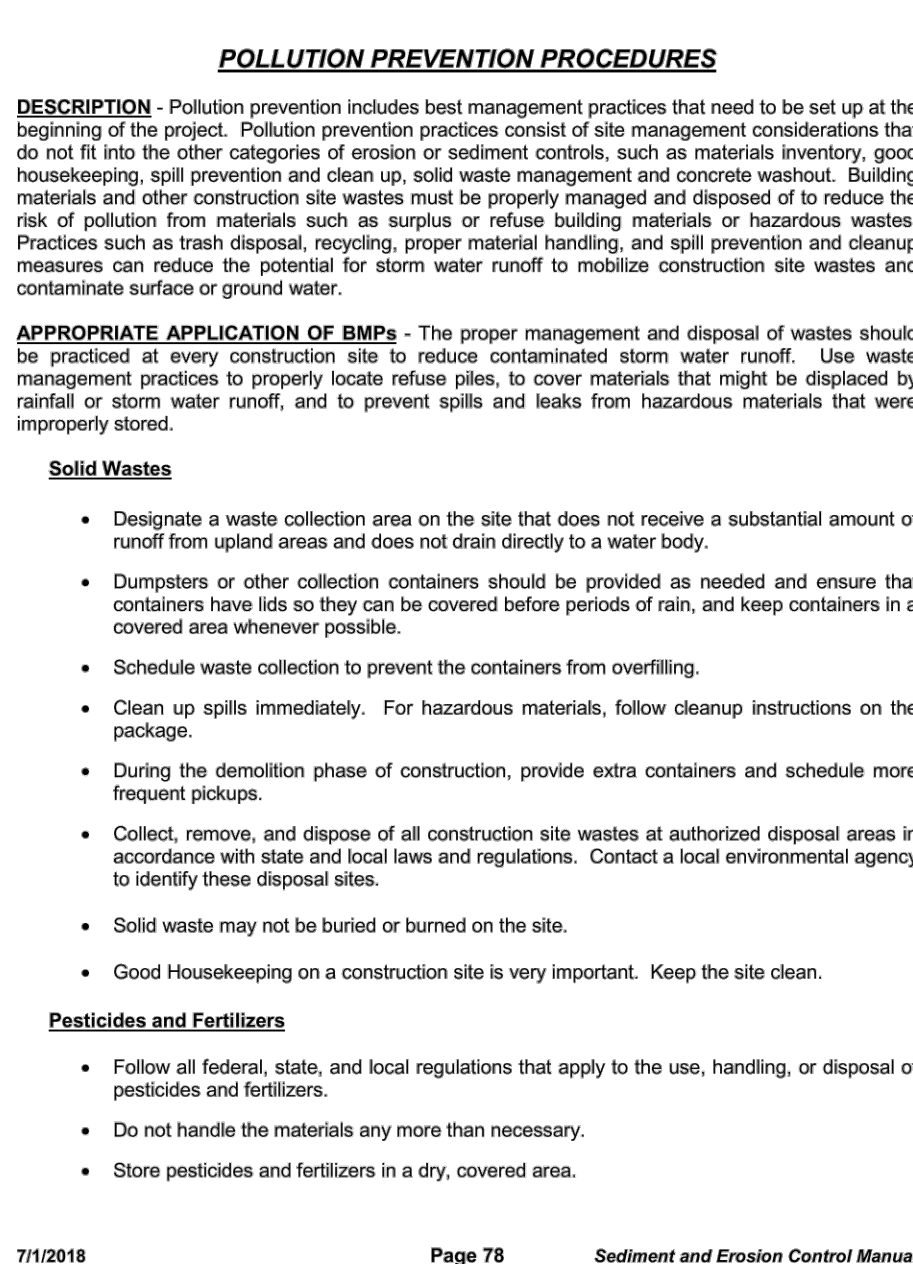 POLLUTION PREVENTION PROCEDURES
DESCRIPTION - Pollution prevention includes best management practices that need to be set up at the
beginning of the project. Pollution prevention practices consist of site management considerations that
do not fit into the other categories of erosion or sediment controls, such as materials inventory, good
housekeeping, spill prevention and clean up, solid waste management and concrete washout. Building
materials and other construction site wastes must be properly managed and disposed of to reduce the
risk of pollution from materials such as surplus or refuse building materials or hazardous wastes.
Practices such as trash disposal, recycling, proper material handling, and spill prevention and cleanup
measures can reduce the potential for storm water runoff to mobilize construction site wastes and
contaminate surface or ground water.
APPROPRIATE APPLICATION OF BMPs - The proper management and disposal of wastes should
be practiced at every construction site to reduce contaminated storm water runoff. Use waste
management practices to properly locate refuse piles, to cover materials that might be displaced by
rainfall or storm water runoff, and to prevent spills and leaks from hazardous materials that were
improperly stored.
Solid Wastes
• Designate a waste collection area on the site that does not receive a substantial amount of
runoff from upland areas and does not drain directly to a water body.
• Dumpsters or other collection containers should be provided as needed and ensure that
containers have lids so they can be covered before periods of rain, and keep containers in a
covered area whenever possible.
• Schedule waste collection to prevent the containers from overfilling.
• Clean up spills immediately. For hazardous materials, follow cleanup instructions on the
package.
• During the demolition phase of construction, provide extra containers and schedule more
frequent pickups.
• Collect, remove, and dispose of all construction site wastes at authorized disposal areas in
accordance with state and local laws and regulations. Contact a local environmental agency
to identify these disposal sites.
• Solid waste may not be buried or burned on the site.
• Good Housekeeping on a construction site is very important. Keep the site clean.
Pesticides and Fertilizers
• Follow all federal, state, and local regulations that apply to the use, handling, or disposal of
pesticides and fertilizers.
• Do not handle the materials any more than necessary.
• Store pesticides and fertilizers in a dry, covered area.
7/1/2018 Page 78 Sediment and Erosion Control Manua